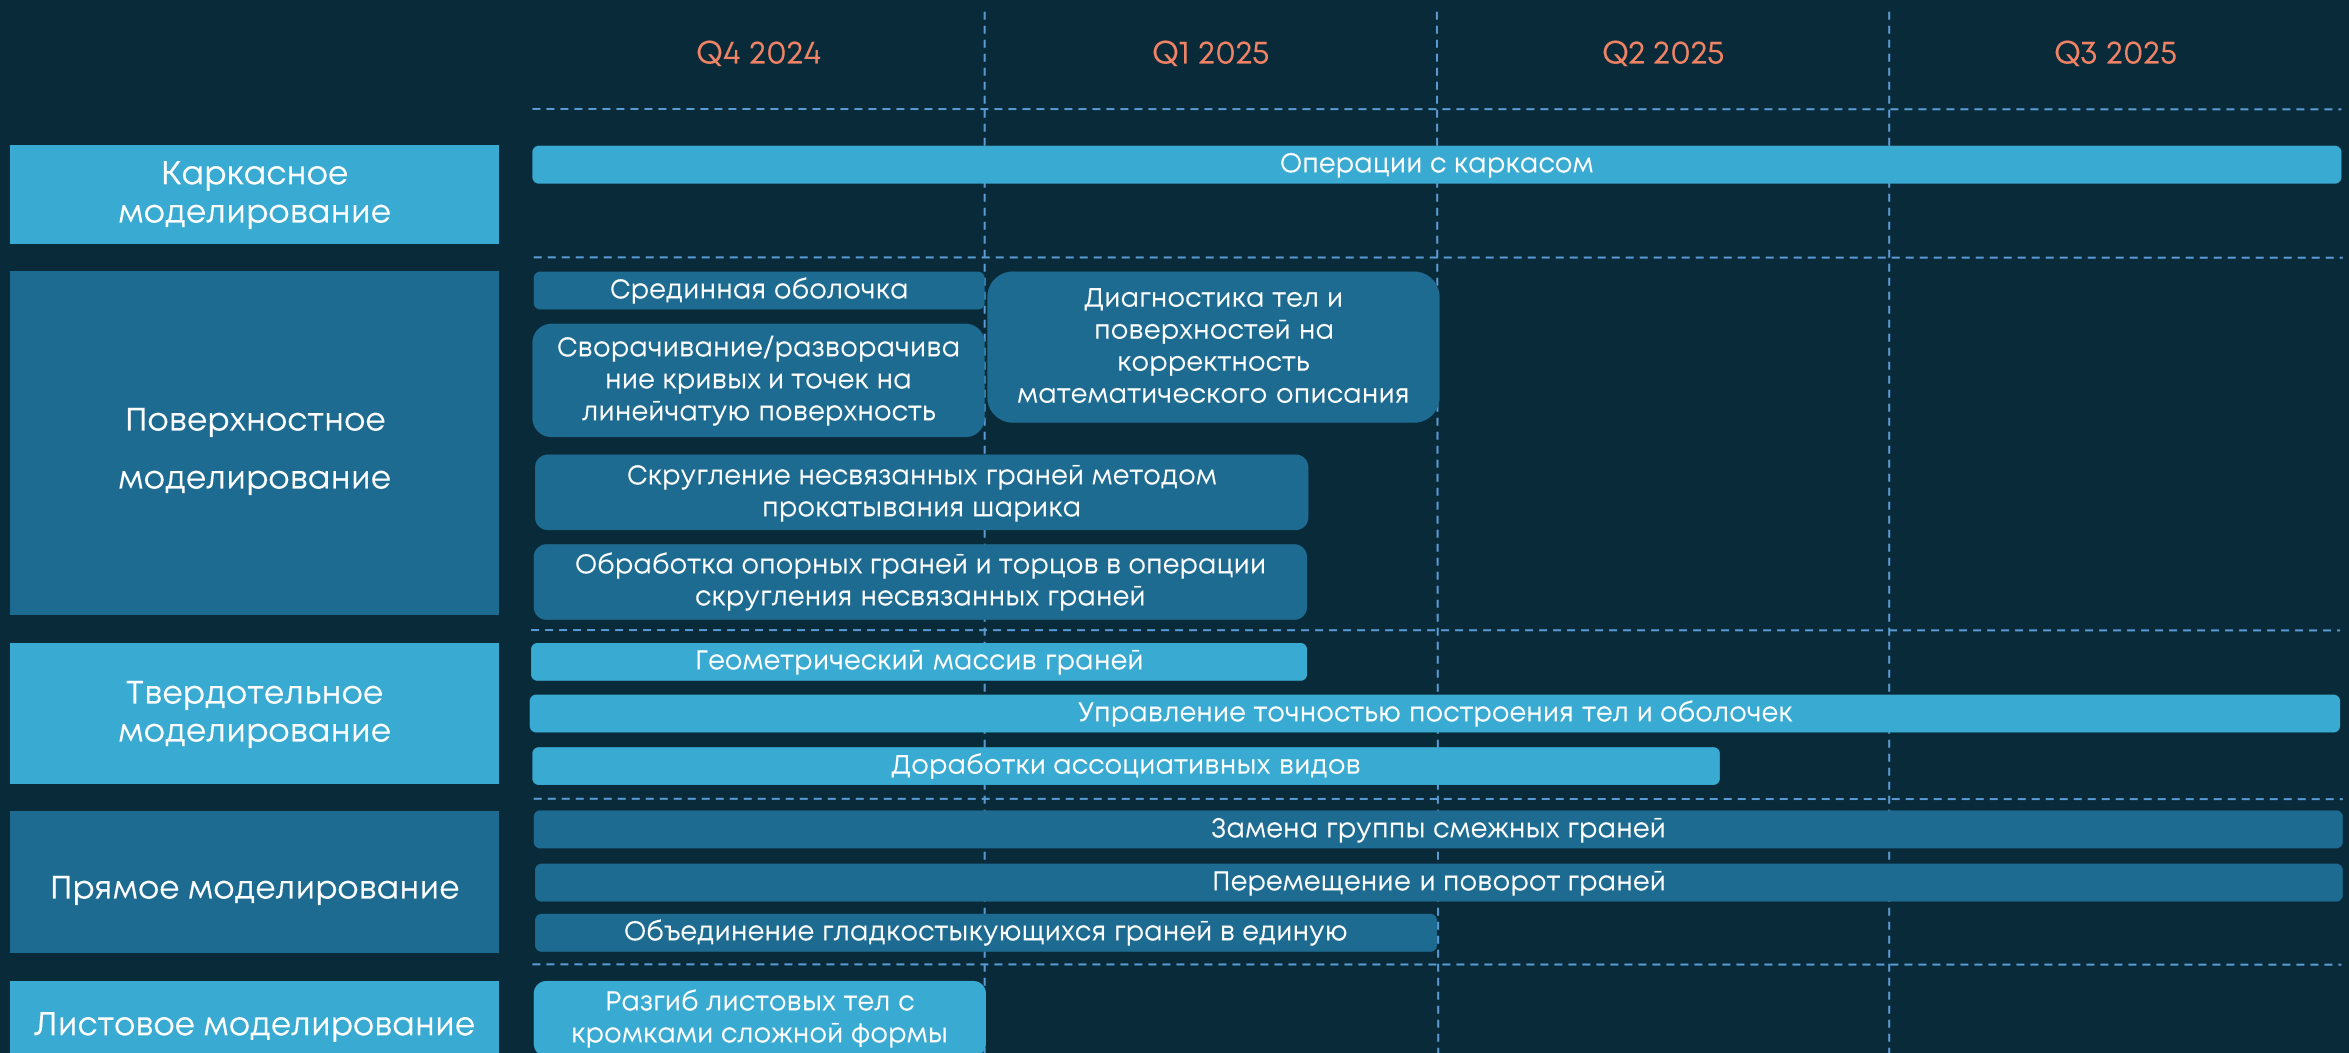 Q4 2024
Q1 2025
Q2 2025
Q3 2025
Каркасное
моделирование
Операции с каркасом
Поверхностное
моделирование
Срединная оболочка
Сворачивание/разворачива
ние кривых и точек на
линейчатую поверхность
Диагностика тел и
поверхностей на
корректность
математического описания
Скругление несвязанных граней методом
прокатывания шарика
Обработка опорных граней и торцов в операции
скругления несвязанных граней
Твердотельное
моделирование
Геометрический массив граней
Управление точностью построения тел и оболочек
Доработки ассоциативных видов
Прямое моделирование
Замена группы смежных граней
Перемещение и поворот граней
Объединение гладкостыкующихся граней в единую
Листовое моделирование
Разгиб листовых тел с
кромками сложной формы